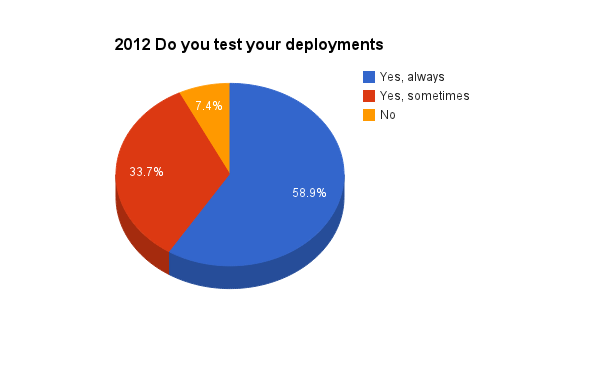 2012 Do you test your deployments
Yes, always
Yes, sometimes
No
7.4%
33.7%
58.9%